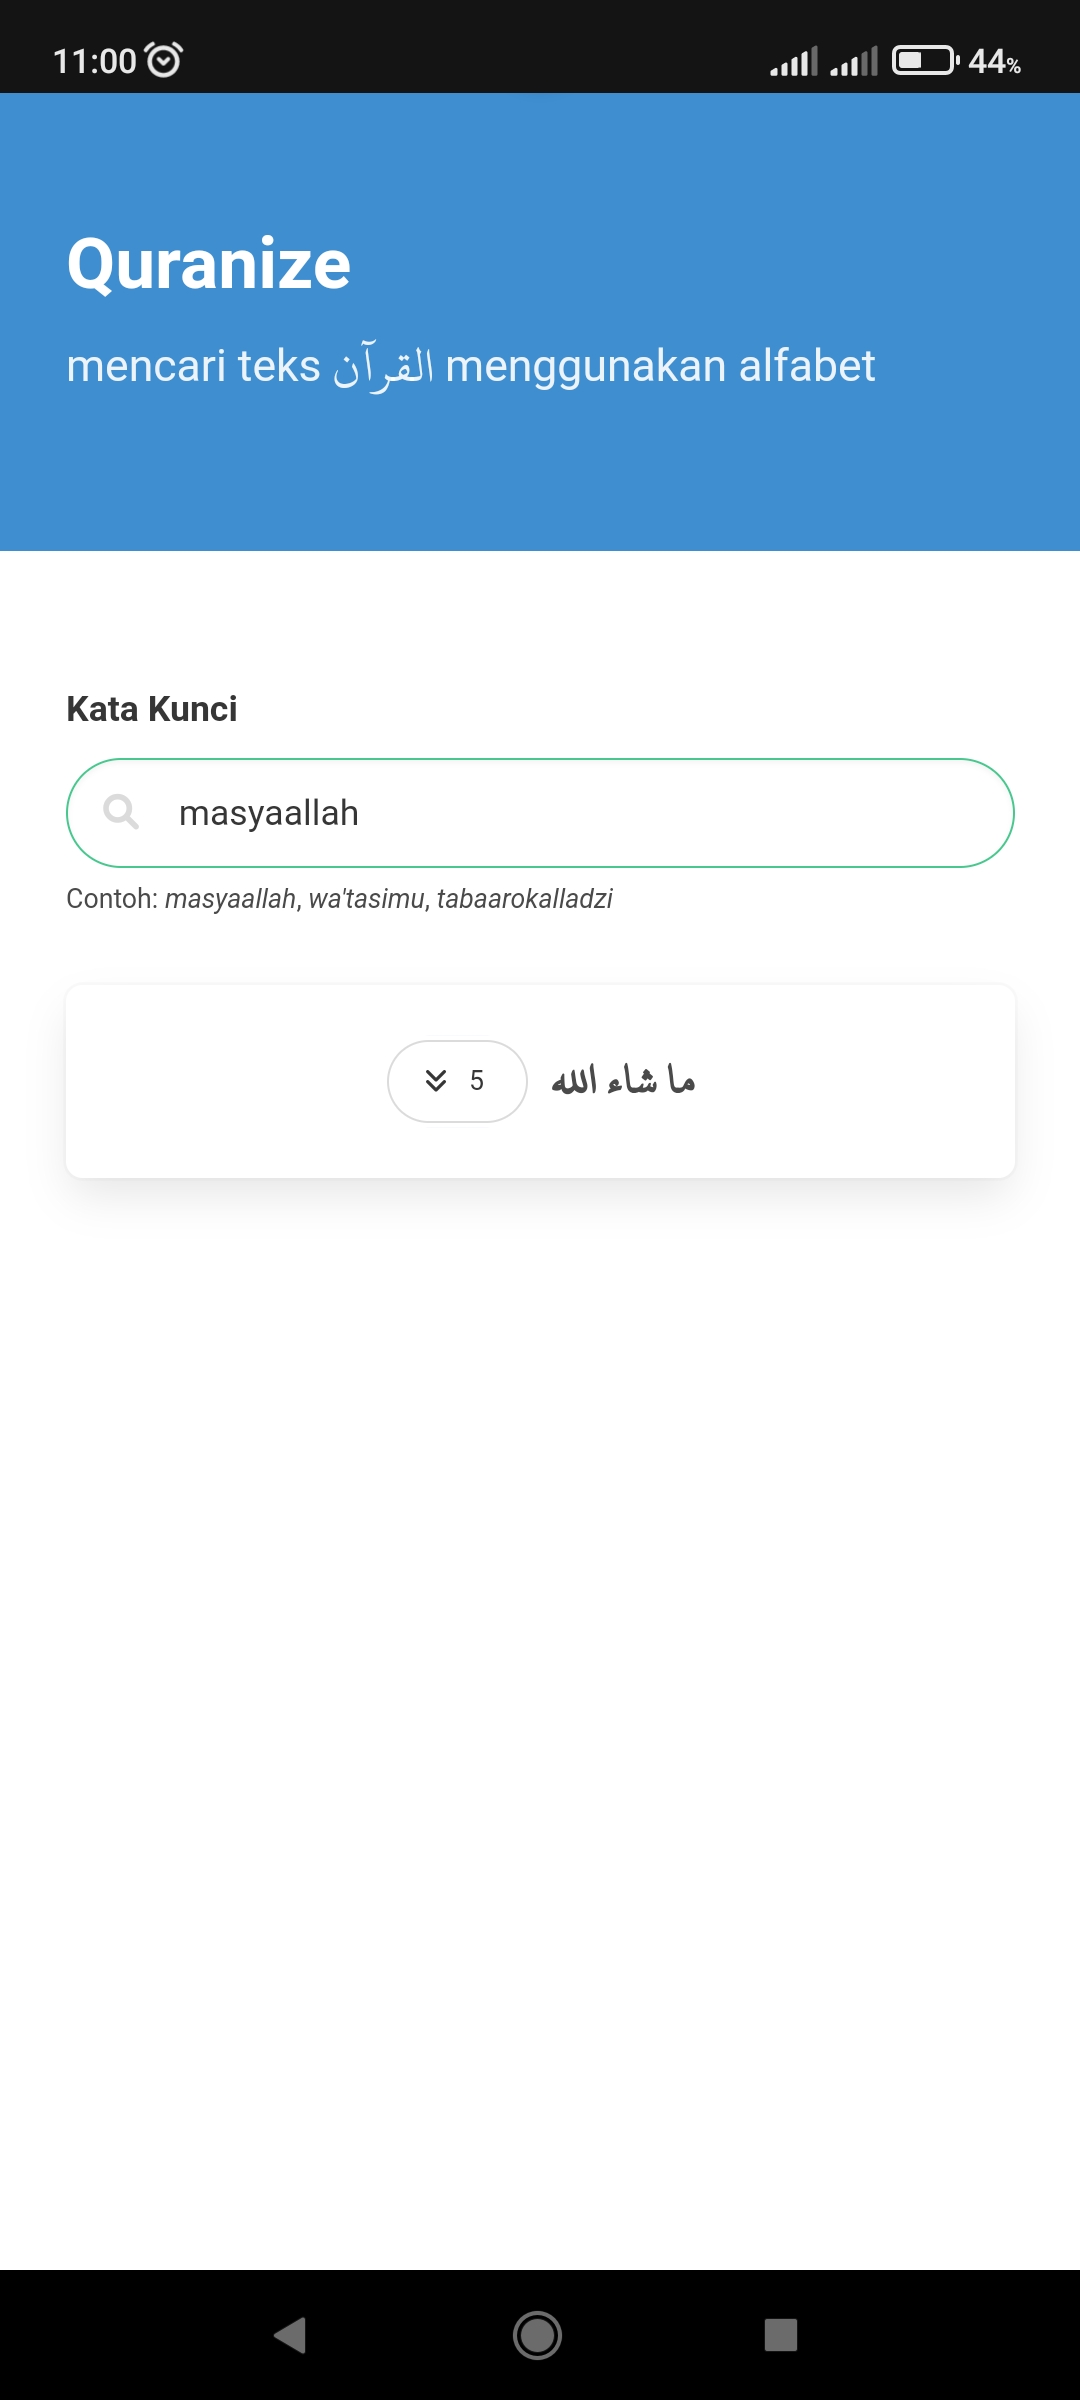 11:00 44%
Quranize
mencari teks القرآن menggunakan alfabet
Kata Kunci
masyaallah
Contoh: masyaallah, wa'tasimu, tabaarokalladzi
5 ما شاء الله